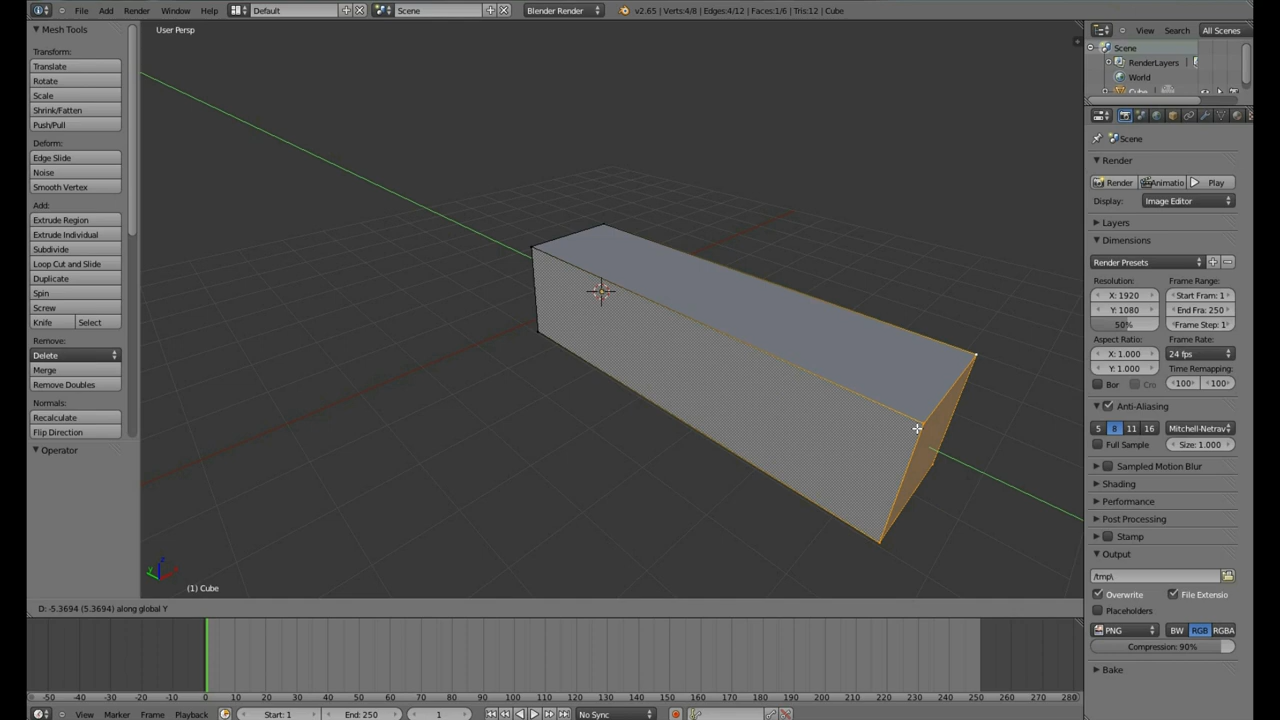 File Add Render Window Help Default Scene Blender Render v2.65 | Verts:4/8 | Edges:4/12 | Faces:1/6 | Tris:12 | Cube
Mesh Tools
Transform:
Translate
Rotate
Scale
Shrink/Fatten
Push/Pull
Deform:
Edge Slide
Noise
Smooth Vertex
Add:
Extrude Region
Extrude Individual
Subdivide
Loop Cut and Slide
Duplicate
Spin
Screw
Knife Select
Remove:
Delete
Merge
Remove Doubles
Normals:
Recalculate
Flip Direction
Operator
User Persp
(1) Cube
D: -5.3694 (5.3694) along global Y
View Search All Scenes
Scene
RenderLayers
World
Scene
Render
Render Animatio Play
Display: Image Editor
Layers
Dimensions
Render Presets
Resolution: Frame Range:
X: 1920 Start Fram: 1
Y: 1080 End Fra: 250
50% Frame Step: 1
Aspect Ratio: Frame Rate:
X: 1.000 24 fps
Y: 1.000 Time Remapping:
Bor Cro 100 100
Anti-Aliasing
5 8 11 16 Mitchell-Netrav
Full Sample Size: 1.000
Sampled Motion Blur
Shading
Performance
Post Processing
Stamp
Output
/tmp\
Overwrite File Extensio
Placeholders
PNG BW RGB RGBA
Compression: 90%
Bake
-50 -40 -30 -20 -10 0 10 20 30 40 50 60 70 80 90 100 110 120 130 140 150 160 170 180 190 200 210 220 230 240 250 260 270 280
View Marker Frame Playback Start: 1 End: 250 1 No Sync